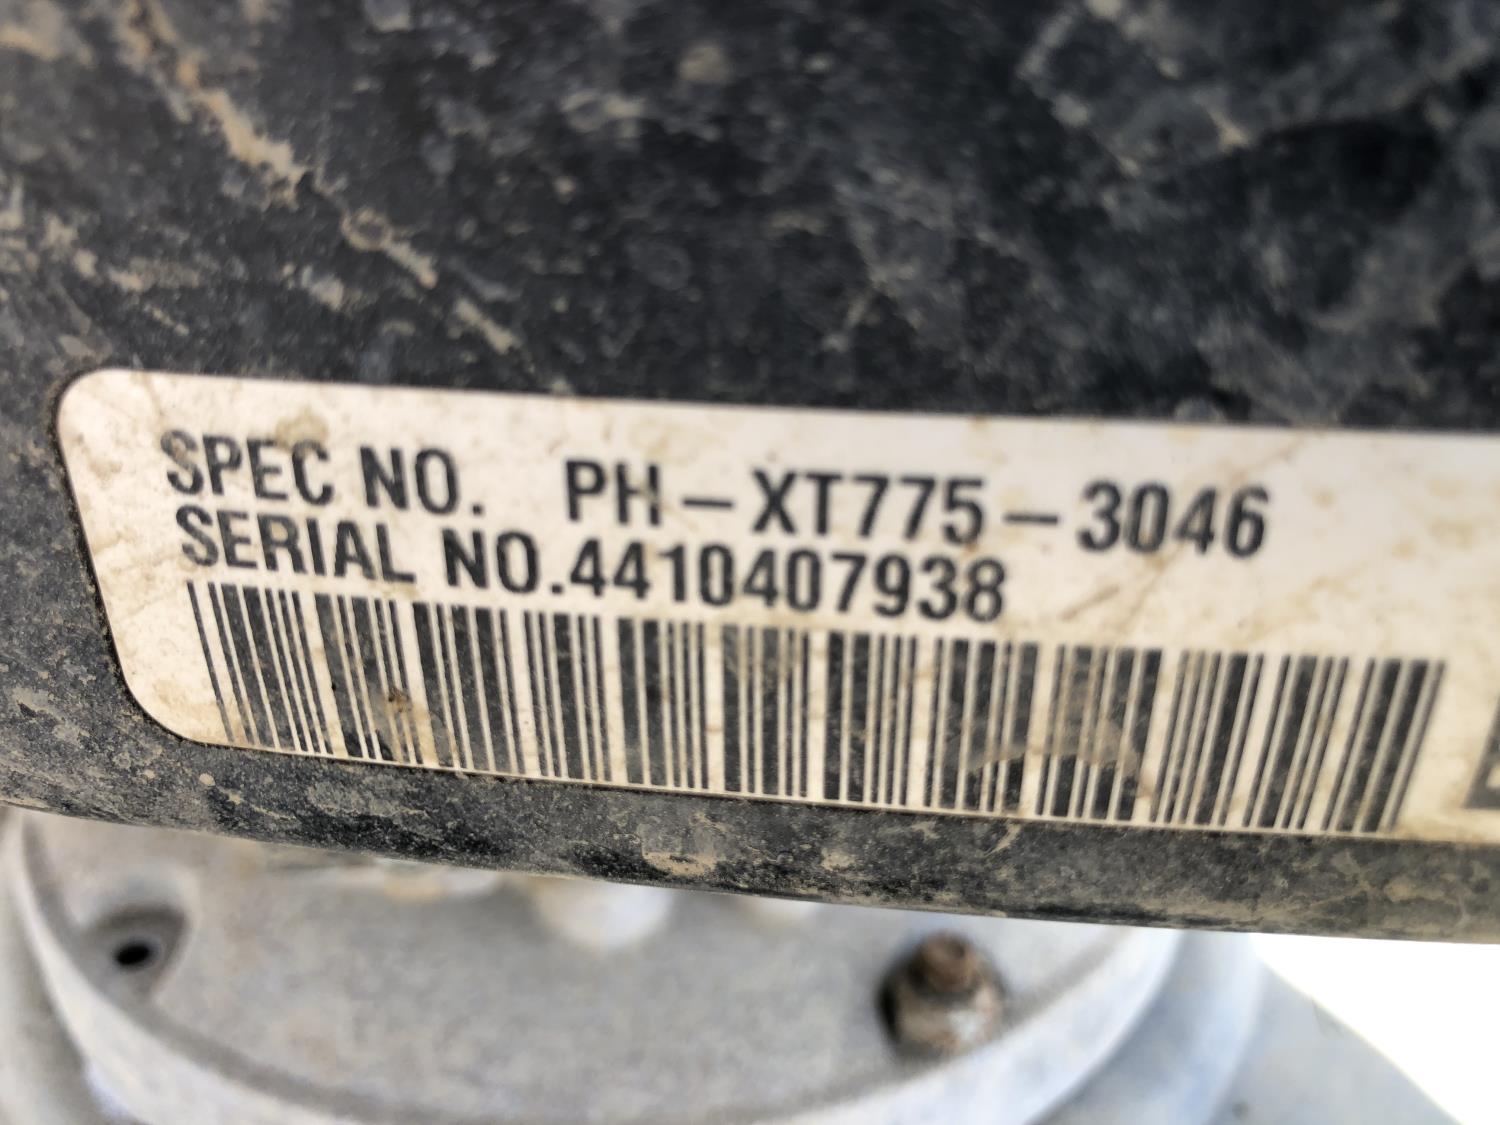 SPEC NO. PH-XT775-3046
SERIAL NO.4410407938